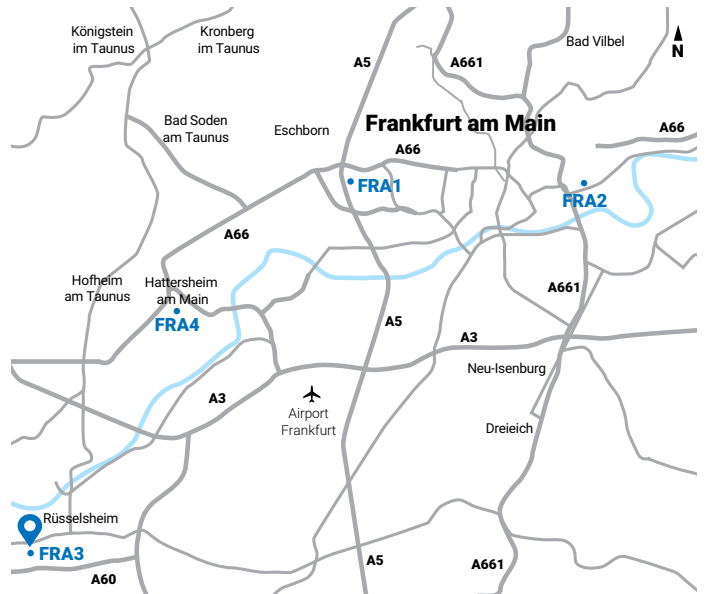 Königstein
im Taunus
Kronberg
im Taunus
A5
A661
Bad Vilbel
N
Bad Soden
am Taunus
Eschborn
Frankfurt am Main
A66
A66
FRA1
FRA2
A66
Hofheim
am Taunus
Hattersheim
am Main
A661
FRA4
A5
A3
Neu-Isenburg
A3
Airport
Frankfurt
Dreieich
Rüsselsheim
FRA3
A60
A5
A661